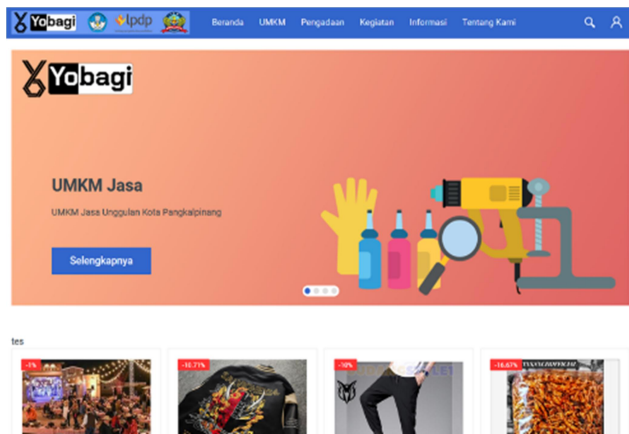 Yobagi lpdp Beranda UMKM Pengadaan Kegiatan Informasi Tentang Kami
Yobagi
UMKM Jasa
UMKM Jasa Unggulan Kota Pangkalpinang
Selengkapnya
tes
-5% -10.71% -10% -16.67%